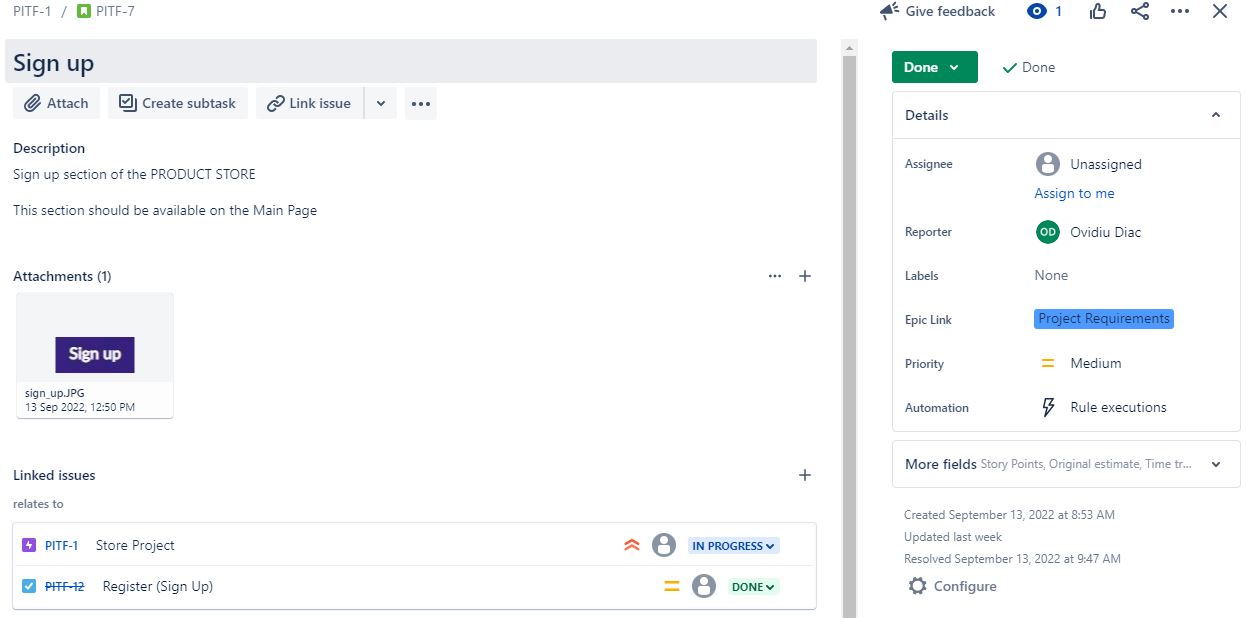 PITF-1 / PITF-7
Give feedback 1
Sign up
Attach Create subtask Link issue
Description
Sign up section of the PRODUCT STORE
This section should be available on the Main Page
Attachments (1)
Sign up
sign_up.JPG
13 Sep 2022, 12:50 PM
Linked issues
relates to
PITF-1 Store Project IN PROGRESS
PITF-12 Register (Sign Up) DONE
Done Done
Details
Assignee Unassigned
Assign to me
Reporter OD Ovidiu Diac
Labels None
Epic Link Project Requirements
Priority Medium
Automation Rule executions
More fields Story Points, Original estimate, Time tr...
Created September 13, 2022 at 8:53 AM
Updated last week
Resolved September 13, 2022 at 9:47 AM
Configure